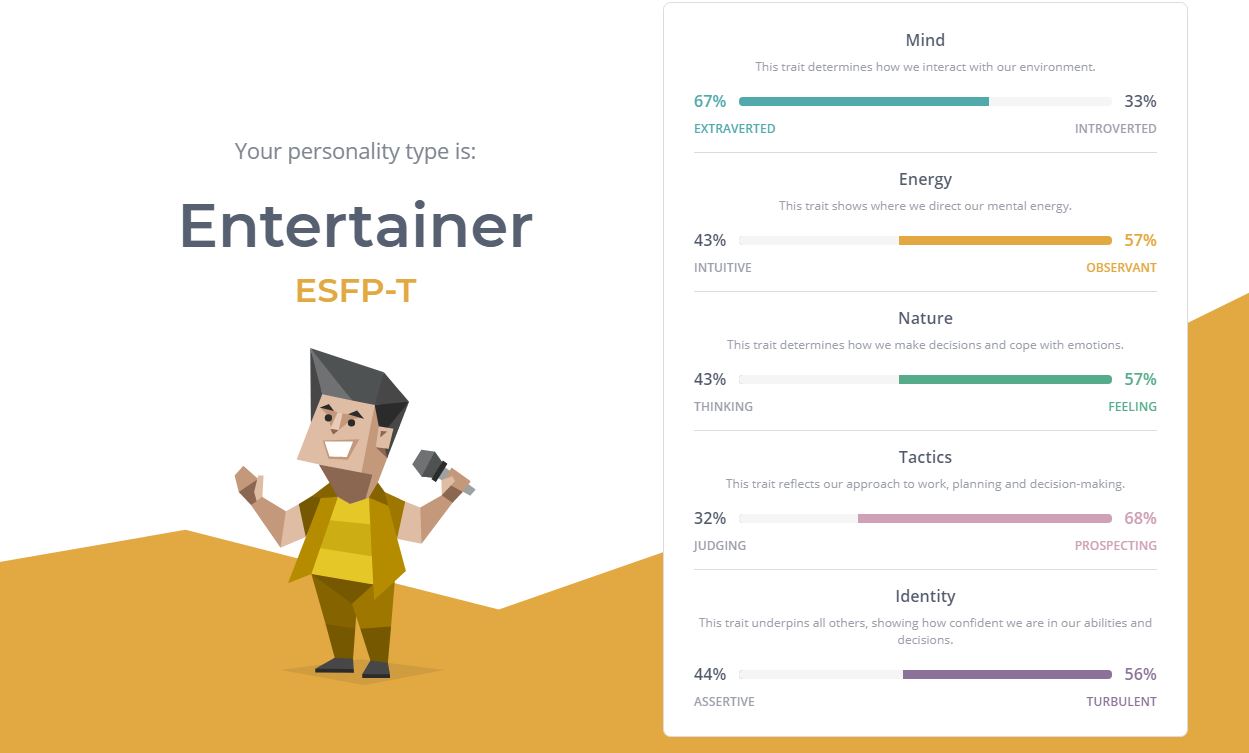 Your personality type is:
Entertainer
ESFP-T
Mind
This trait determines how we interact with our environment.
67% 33%
EXTRAVERTED INTROVERTED
Energy
This trait shows where we direct our mental energy.
43% 57%
INTUITIVE OBSERVANT
Nature
This trait determines how we make decisions and cope with emotions.
43% 57%
THINKING FEELING
Tactics
This trait reflects our approach to work, planning and decision-making.
32% 68%
JUDGING PROSPECTING
Identity
This trait underpins all others, showing how confident we are in our abilities and
decisions.
44% 56%
ASSERTIVE TURBULENT